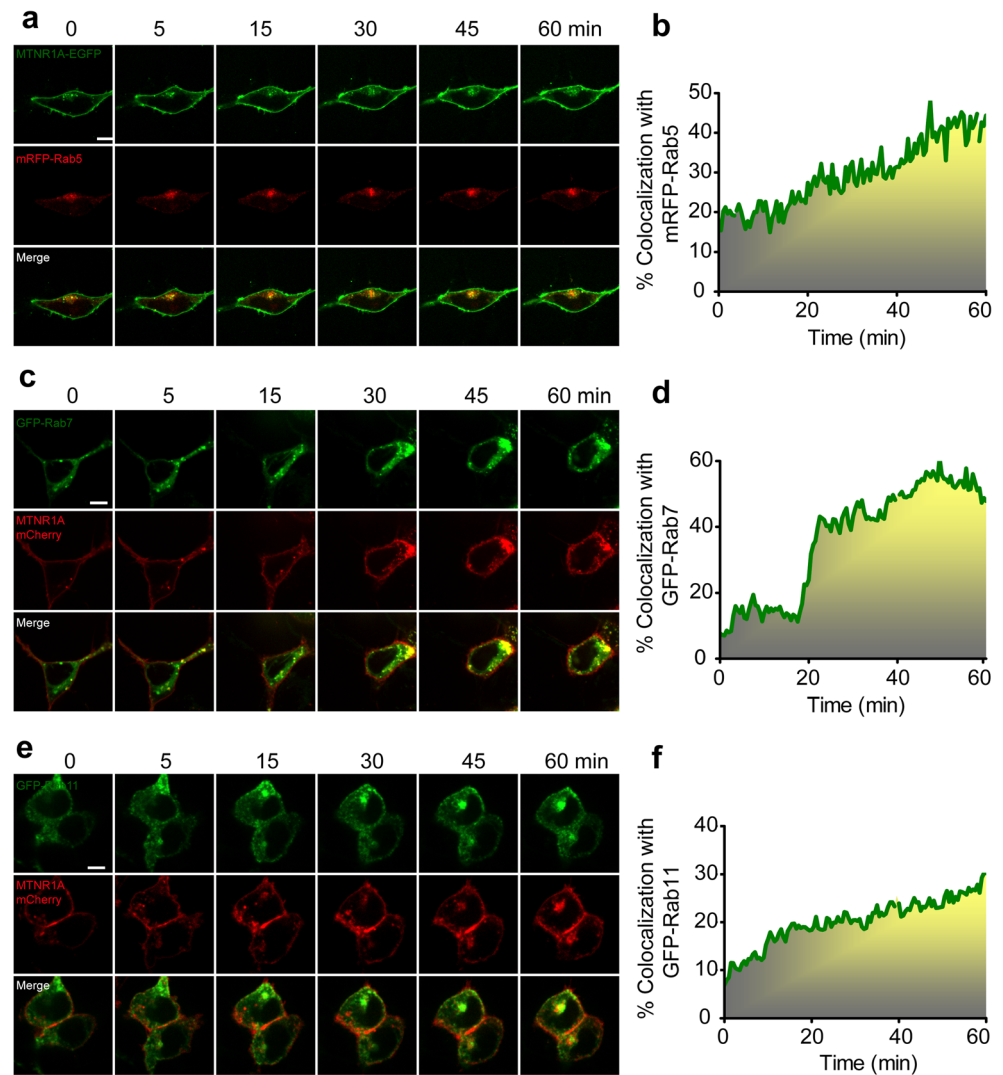 a
0 5 15 30 45 60 min
MTNR1A-EGFP
mRFP-Rab5
Merge
b
% Colocalization with
mRFP-Rab5
50
40
30
20
10
0
0 20 40 60
Time (min)
c
0 5 15 30 45 60 min
GFP-Rab7
MTNR1A
mCherry
Merge
d
% Colocalization with
GFP-Rab7
60
40
20
0
0 20 40 60
Time (min)
e
0 5 15 30 45 60 min
GFP-Rab11
MTNR1A
mCherry
Merge
f
% Colocalization with
GFP-Rab11
40
30
20
10
0
0 20 40 60
Time (min)